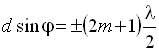 d sin φ = ±(2m+1) λ/2